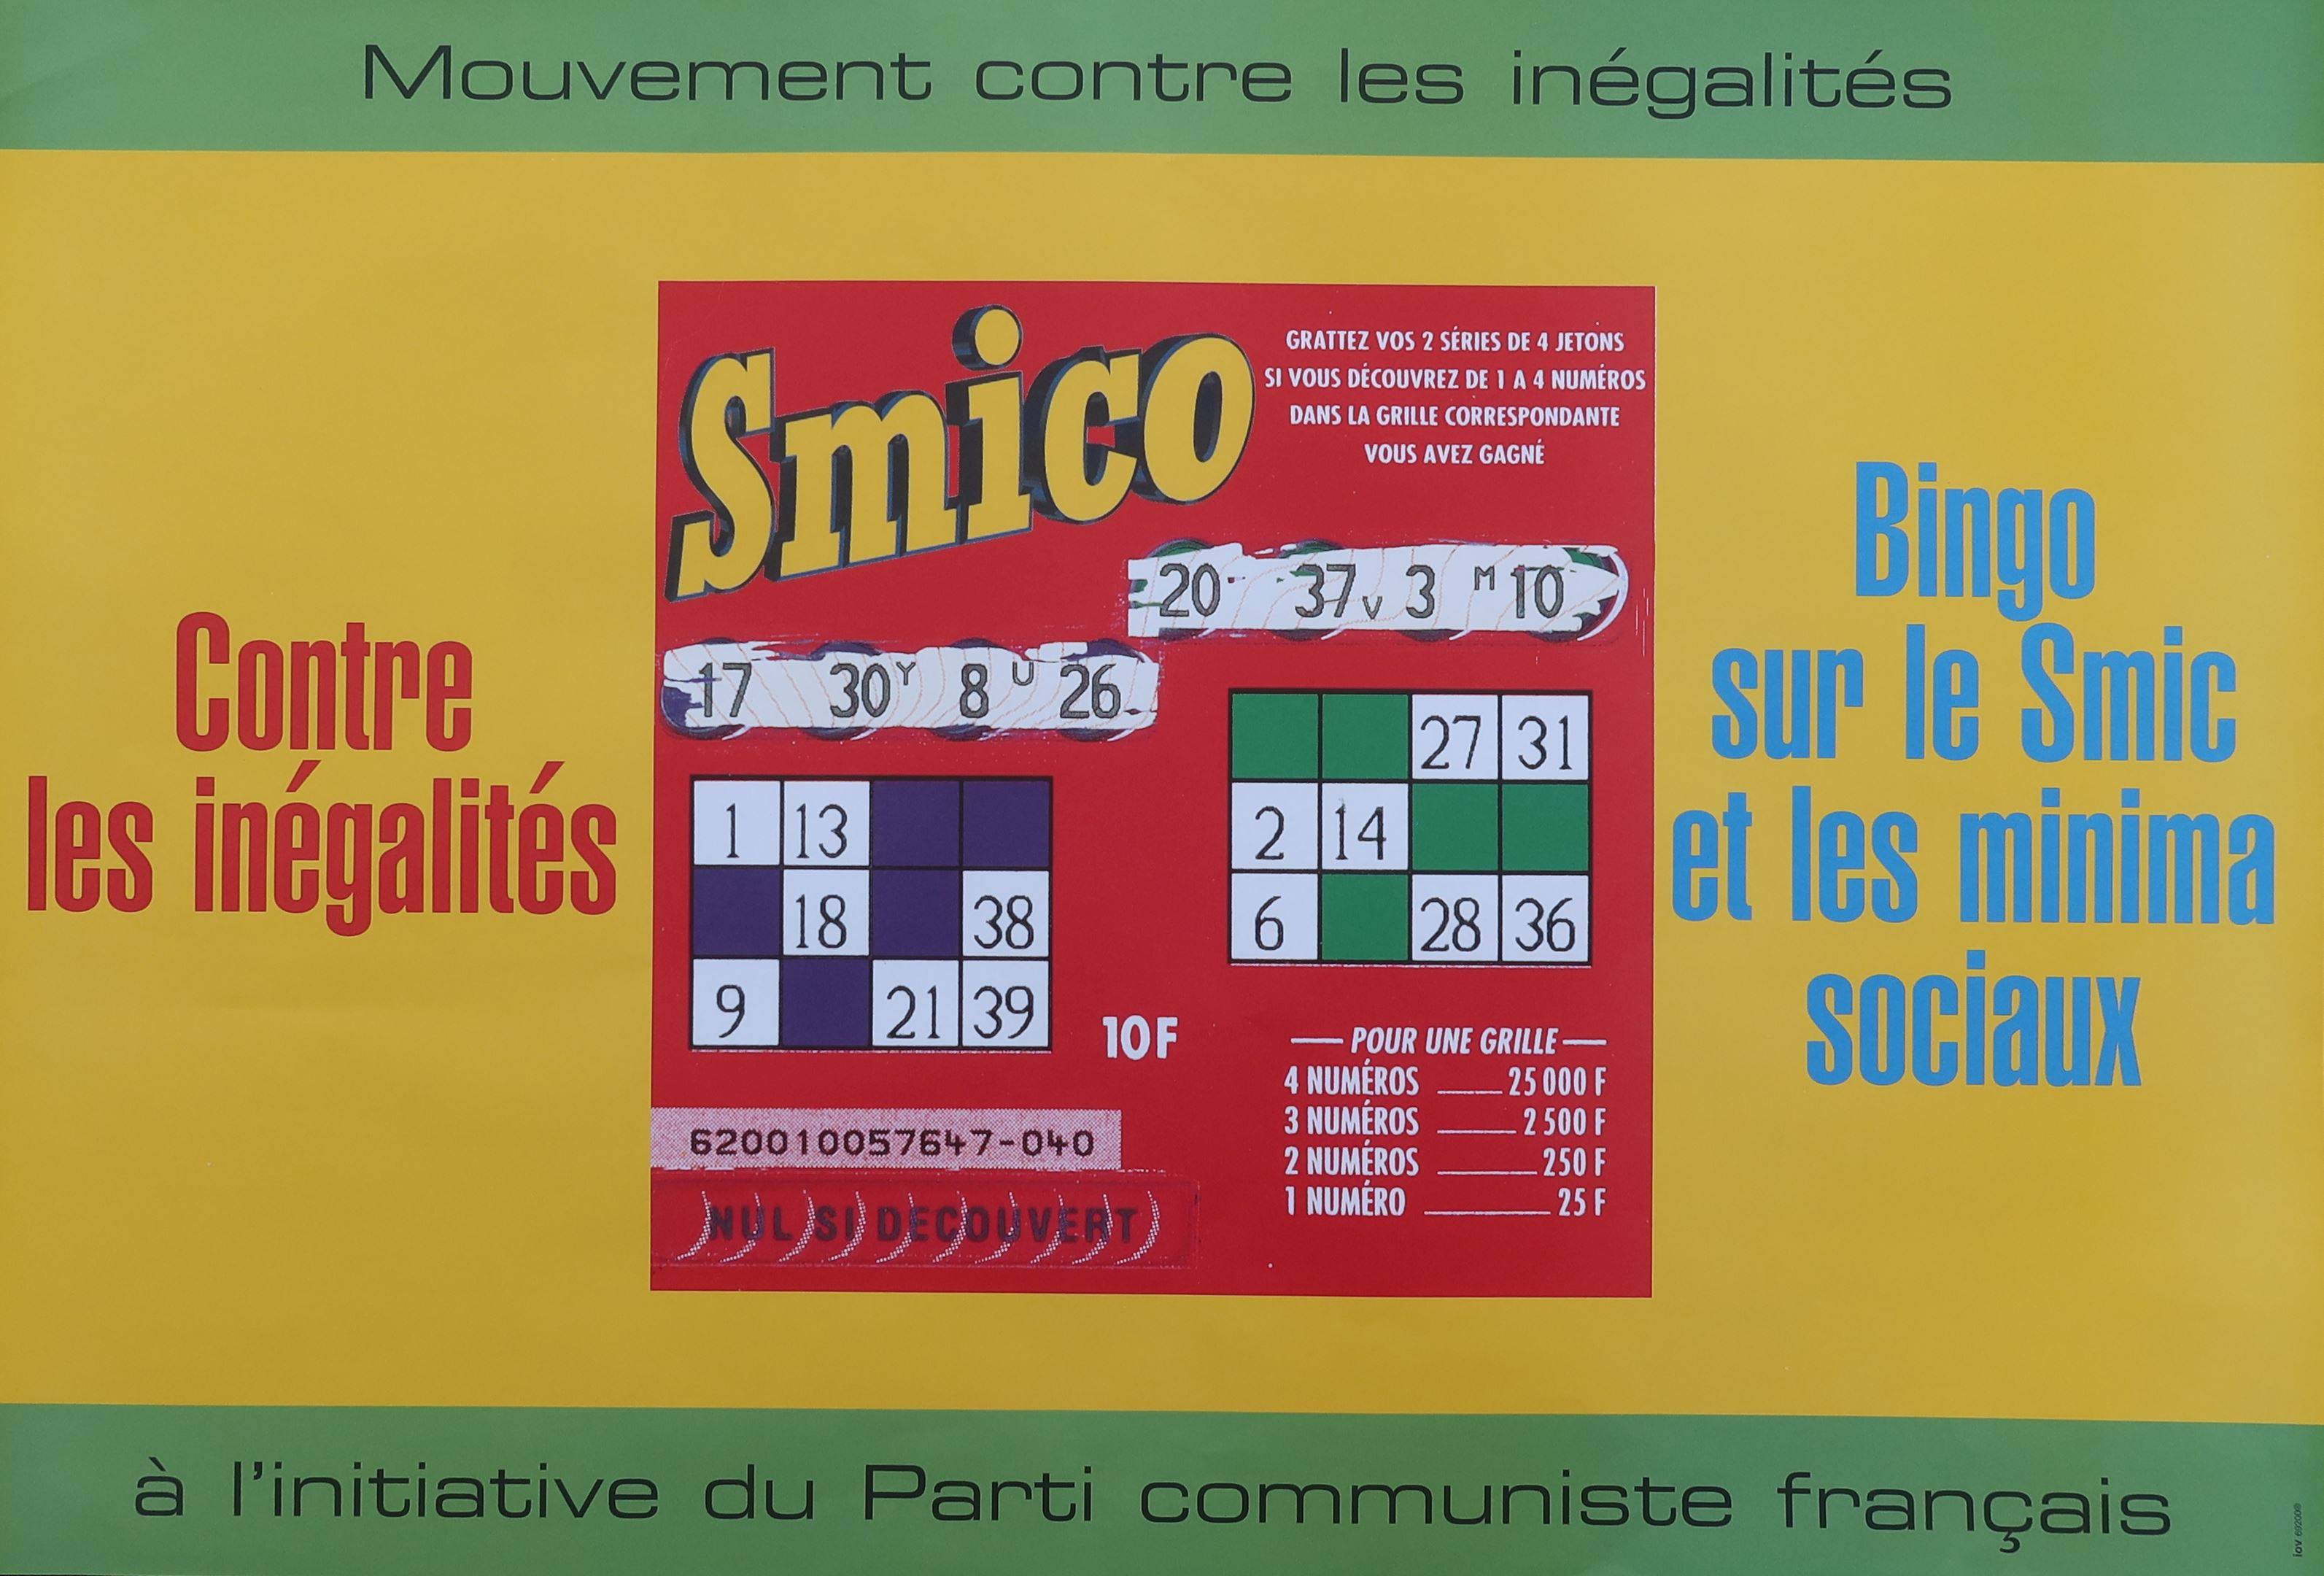 Mouvement contre les inégalités
Contre
les inégalités
Smico
GRATTEZ VOS 2 SÉRIES DE 4 JETONS
SI VOUS DÉCOUVREZ DE 1 A 4 NUMÉROS
DANS LA GRILLE CORRESPONDANTE
VOUS AVEZ GAGNÉ
20 37 V 3 M 10
17 30 Y 8 U 26
27 31
2 14
6 28 36
1 13
18 38
9 21 39
10 F
POUR UNE GRILLE
4 NUMÉROS 25 000 F
3 NUMÉROS 2 500 F
2 NUMÉROS 250 F
1 NUMÉRO 25 F
620010057647-040
NUL SI DECOUVERT
Bingo
sur le Smic
et les minima
sociaux
à l'initiative du Parti communiste français